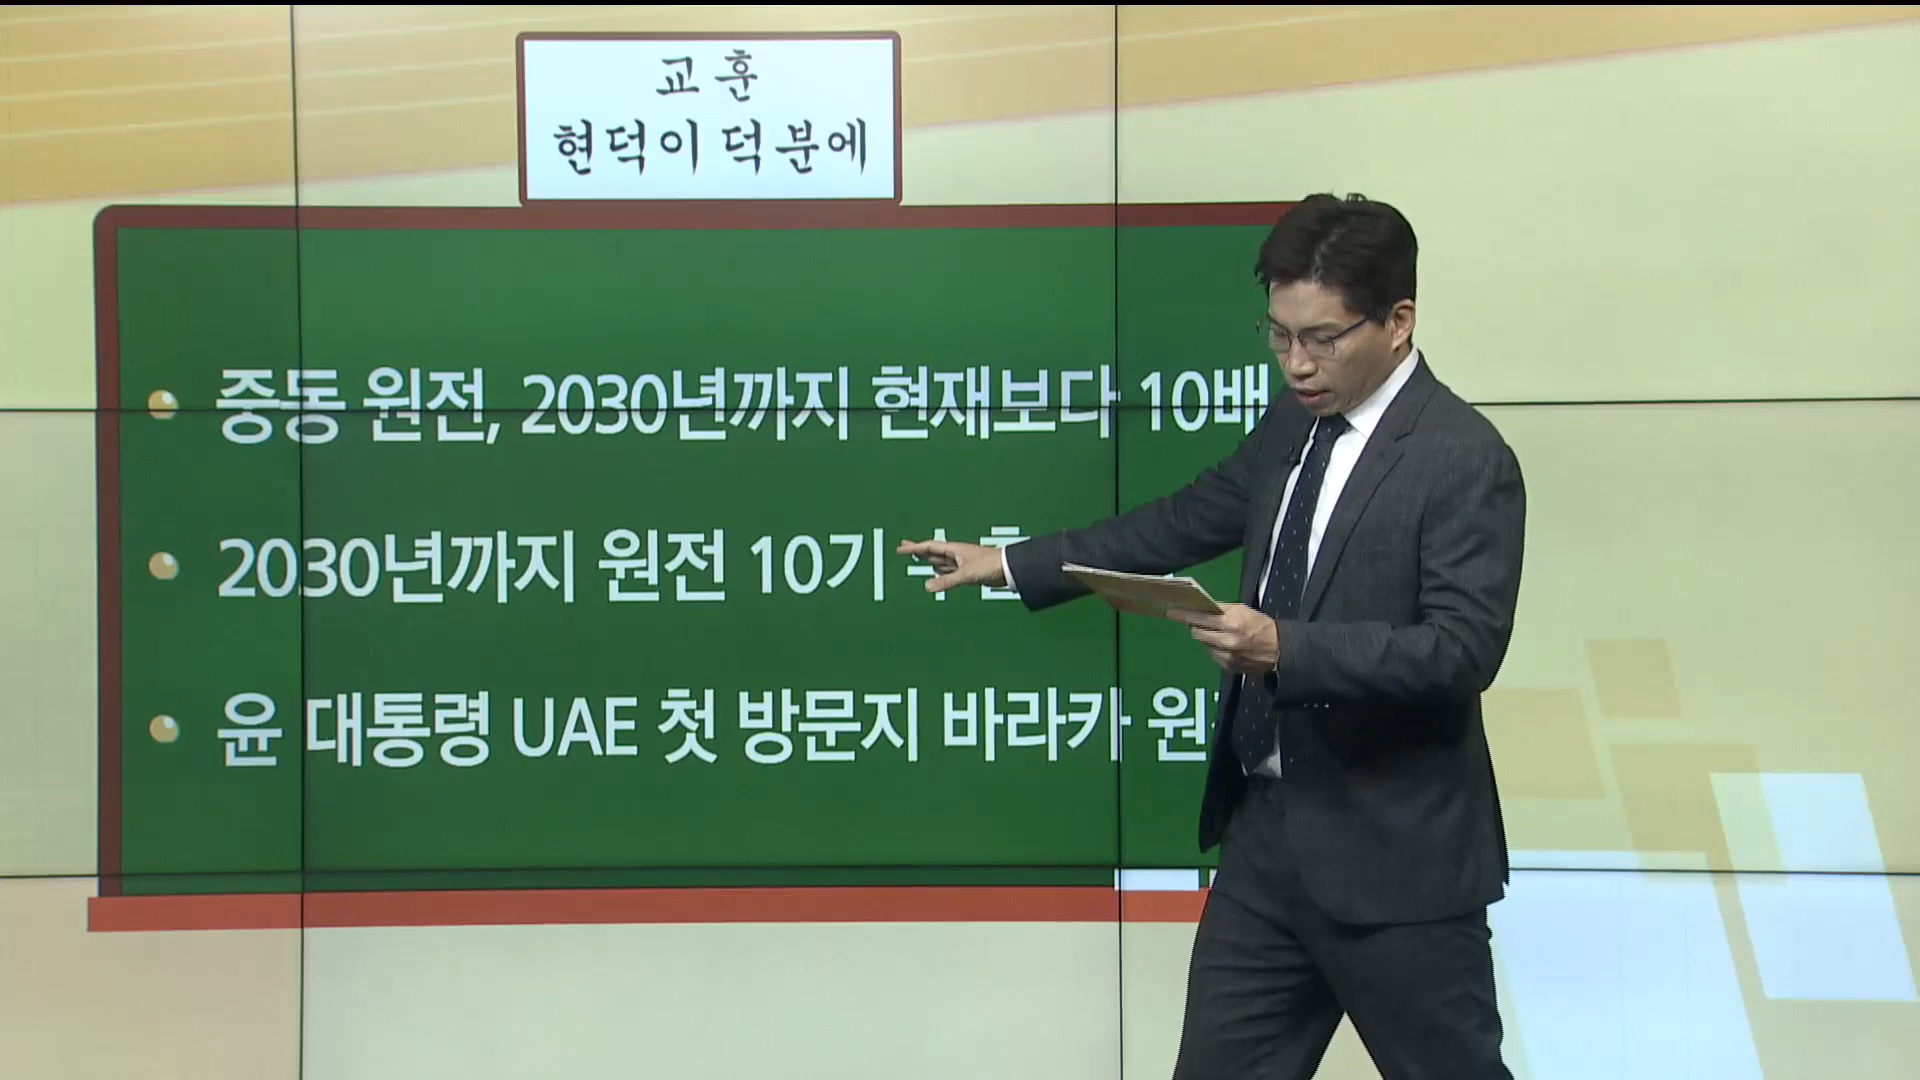 교훈
현덕이 덕분에
중동 원전, 2030년까지 현재보다 10배
2030년까지 원전 10기
윤 대통령 UAE 첫 방문지 바라카